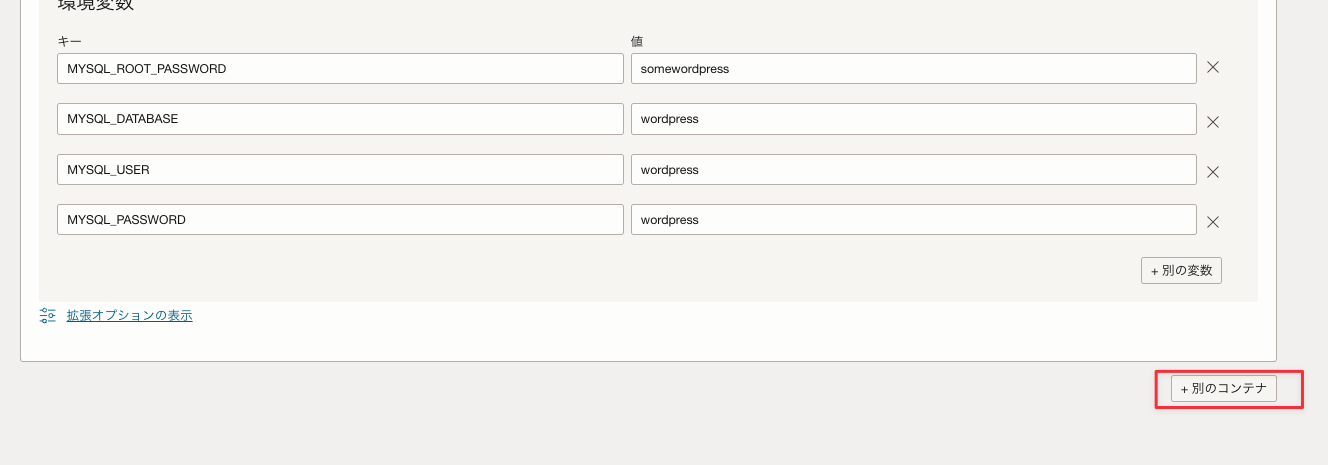 環境変数
キー 値
MYSQL_ROOT_PASSWORD somewordpress
MYSQL_DATABASE wordpress
MYSQL_USER wordpress
MYSQL_PASSWORD wordpress
+ 別の変数
拡張オプションの表示
+ 別のコンテナ